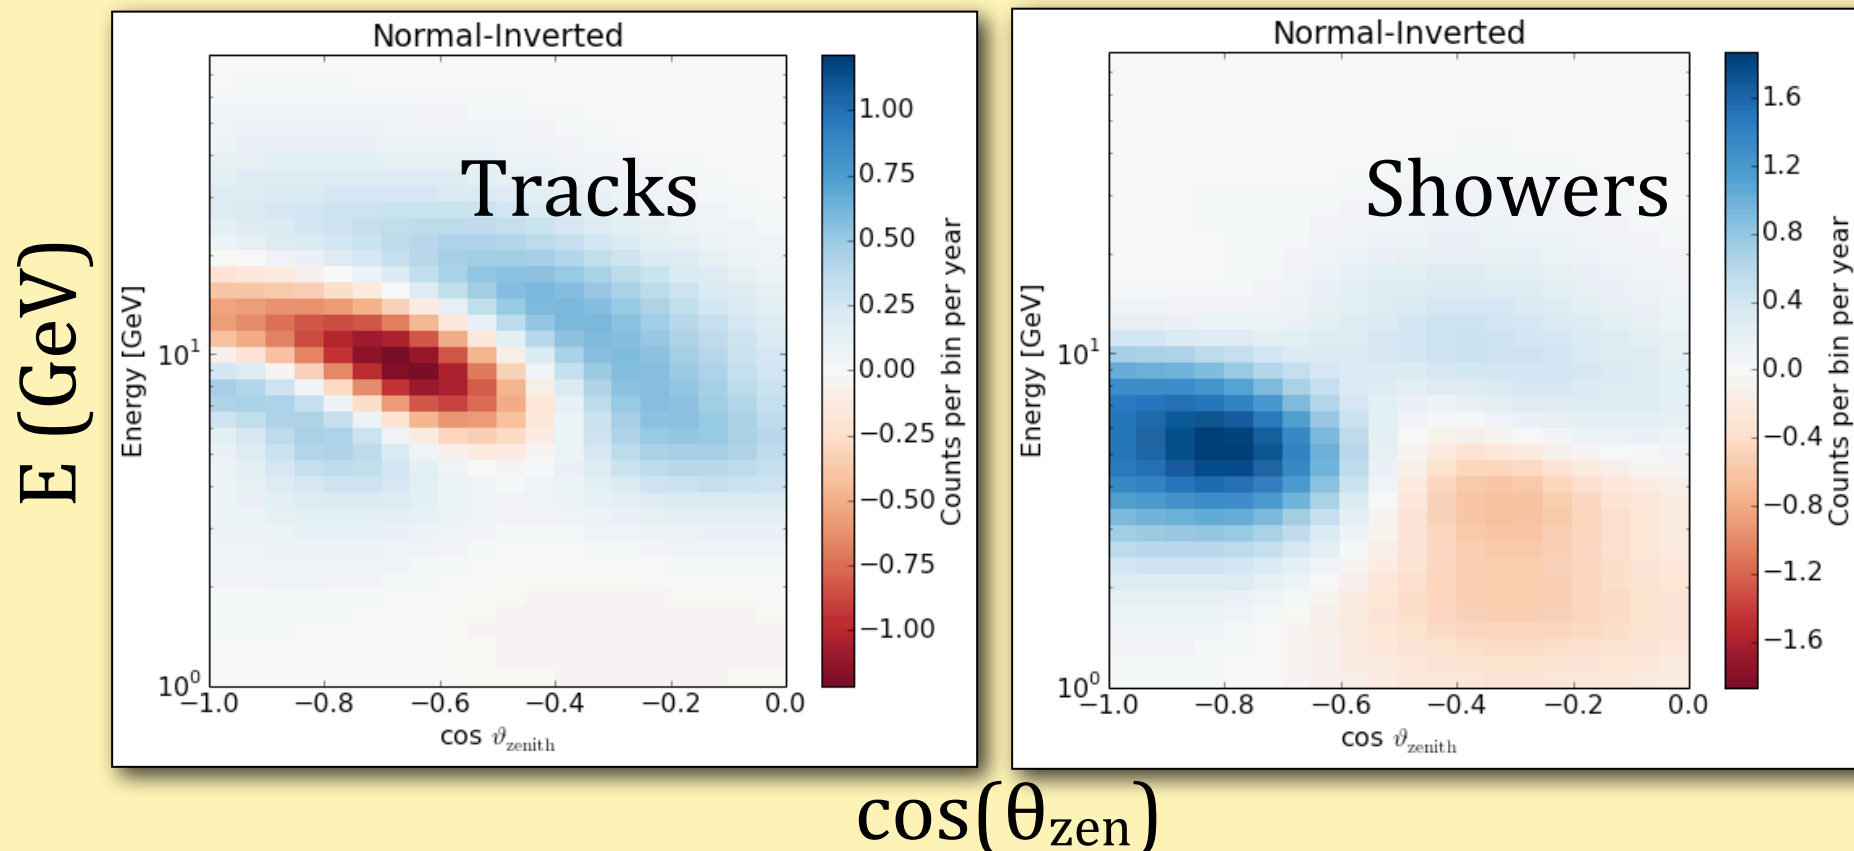 E (GeV)
Normal-Inverted
Tracks
Energy [GeV]
10¹
10⁰
−1.0 −0.8 −0.6 −0.4 −0.2 0.0
cos ϑzenith
1.00
0.75
0.50
0.25
0.00
−0.25
−0.50
−0.75
−1.00
Counts per bin per year
Normal-Inverted
Showers
Energy [GeV]
10¹
10⁰
−1.0 −0.8 −0.6 −0.4 −0.2 0.0
cos ϑzenith
1.6
1.2
0.8
0.4
0.0
−0.4
−0.8
−1.2
−1.6
Counts per bin per year
cos(θzen)